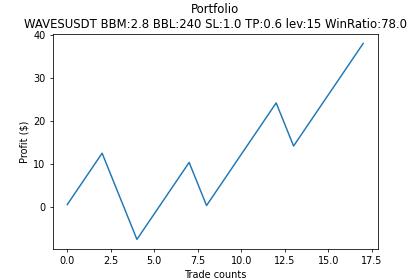 Portfolio
WAVESUSDT BBM:2.8 BBL:240 SL:1.0 TP:0.6 lev:15 WinRatio:78.0
Profit ($)
40
30
20
10
0
0.0 2.5 5.0 7.5 10.0 12.5 15.0 17.5
Trade counts